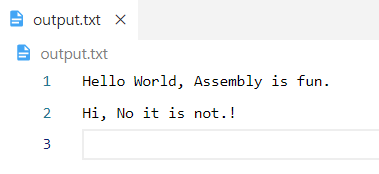 output.txt
output.txt
1 Hello World, Assembly is fun.
2 Hi, No it is not.!
3